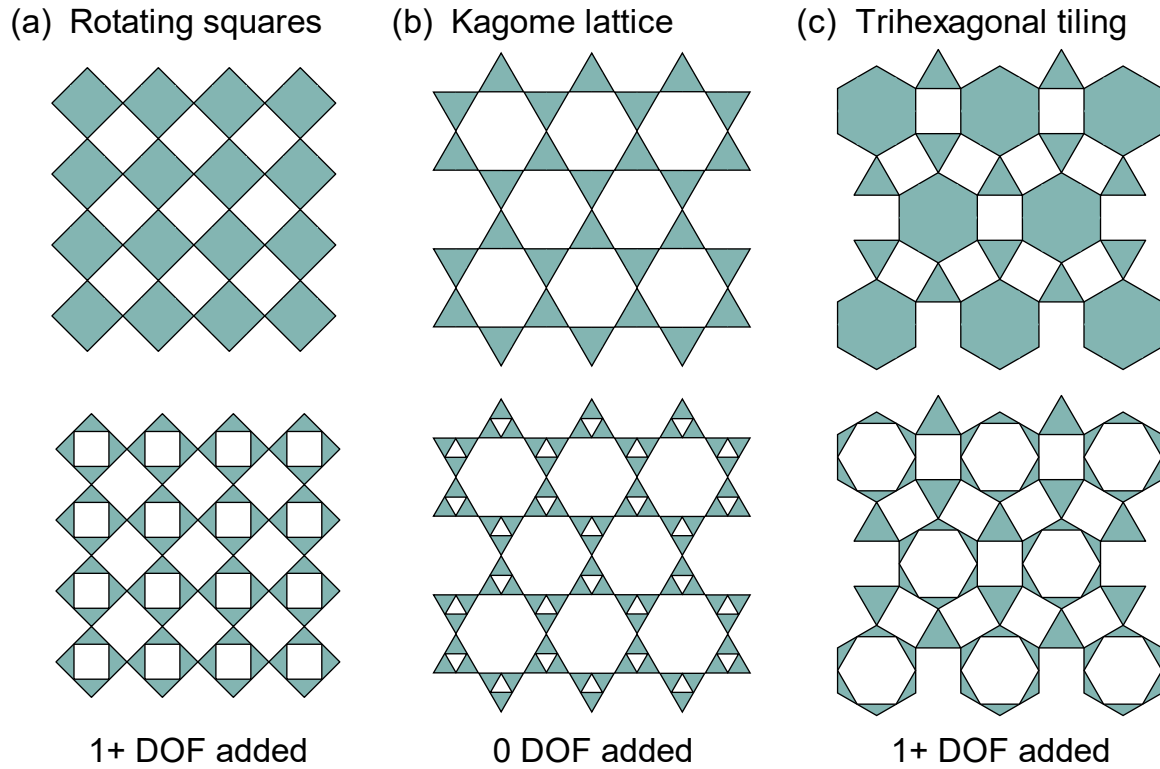 (a) Rotating squares
(b) Kagome lattice
(c) Trihexagonal tiling
1+ DOF added
0 DOF added
1+ DOF added